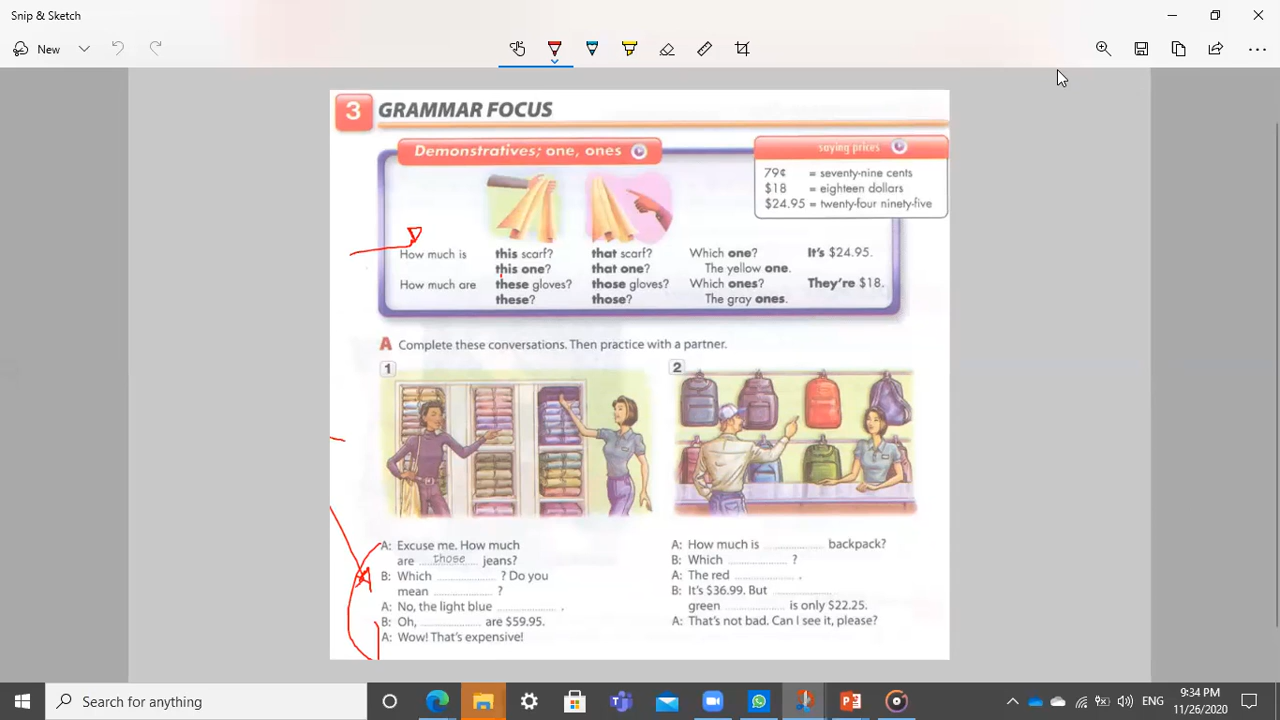 Snip & Sketch
New
3 GRAMMAR FOCUS
Demonstratives; one, ones
saying prices
79¢ = seventy-nine cents
$18 = eighteen dollars
$24.95 = twenty-four ninety-five
How much is this scarf? that scarf? Which one? It's $24.95.
this one? that one? The yellow one.
How much are these gloves? those gloves? Which ones? They're $18.
these? those? The gray ones.
A Complete these conversations. Then practice with a partner.
1
A: Excuse me. How much
are those jeans?
B: Which ............ ? Do you
mean ............ ?
A: No, the light blue ............ .
B: Oh, ............ are $59.95.
A: Wow! That's expensive!
2
A: How much is ............ backpack?
B: Which ............ ?
A: The red ............ .
B: It's $36.99. But ............
green ............ is only $22.25.
A: That's not bad. Can I see it, please?
Search for anything
ENG
9:34 PM
11/26/2020